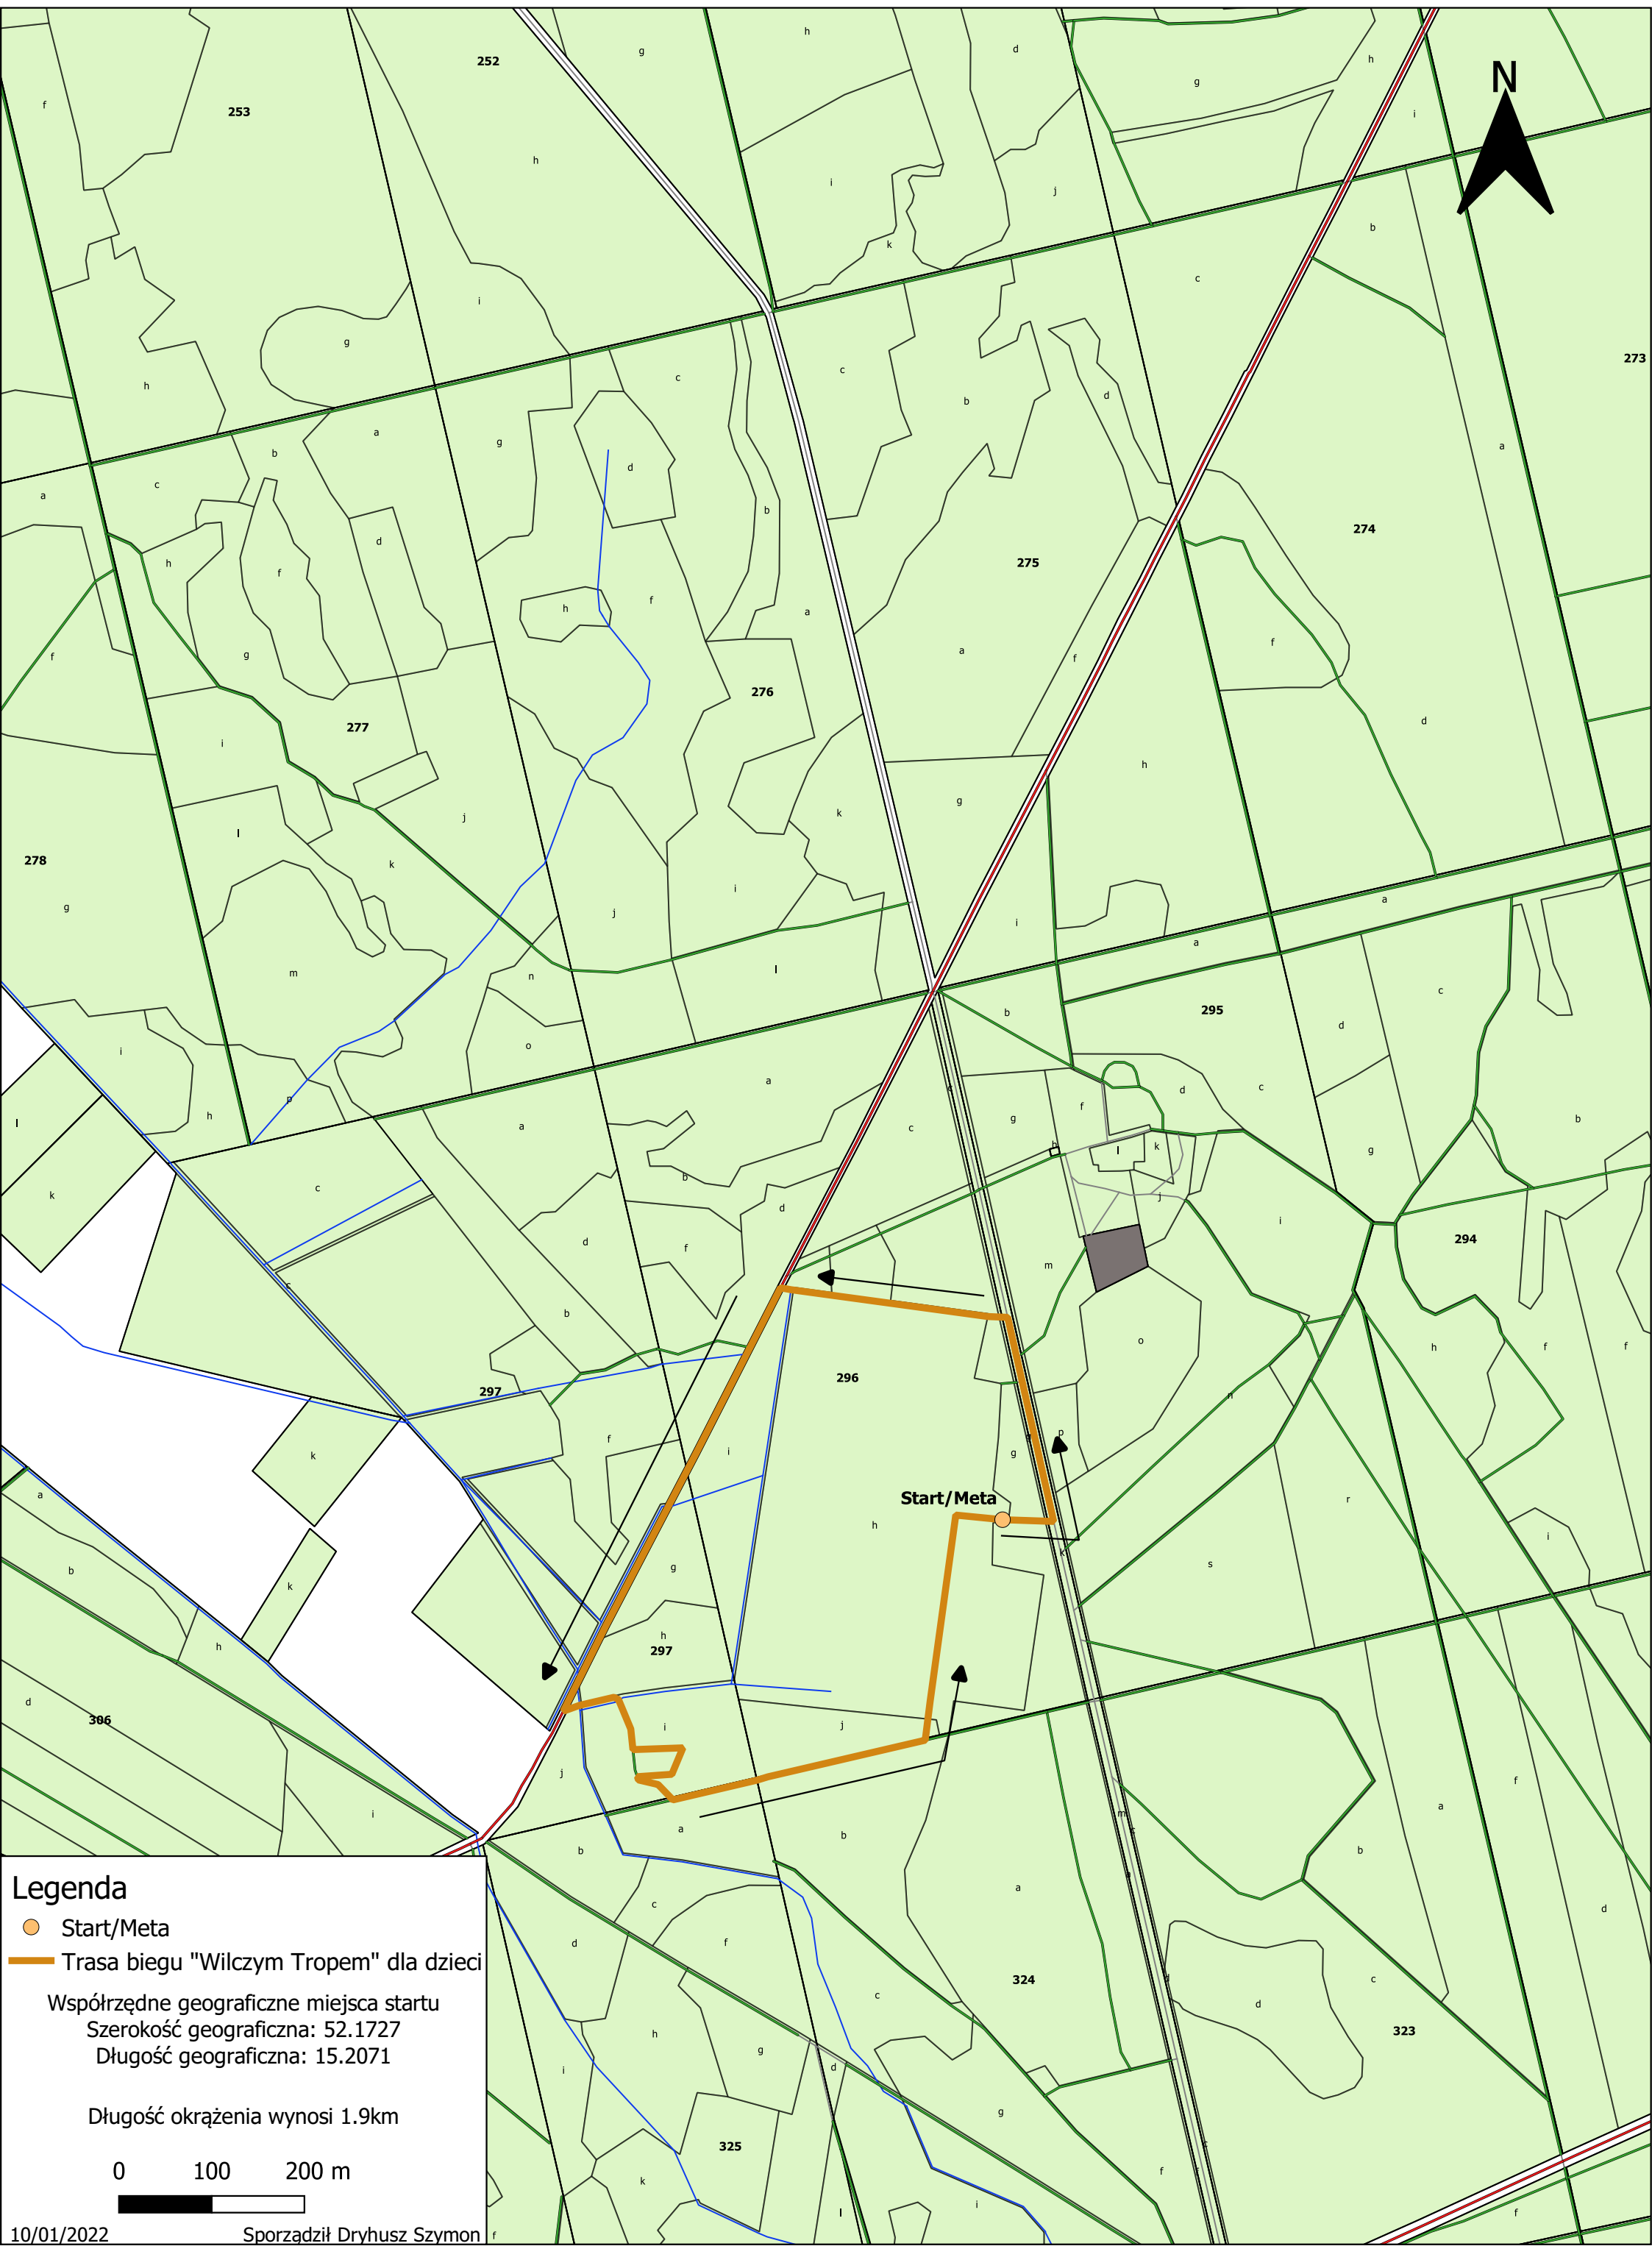 N
252
g
h
d
h
g
f
253
i
h
i
j
b
k
c
i
g
273
h
c
c
d
b
a
g
a
b
d
c
a
b
274
d
275
h
f
h
f
a
f
a
f
g
276
d
277
i
h
g
k
j
l
278
k
i
a
g
j
i
a
m
l
n
c
b
295
d
o
i
a
d
c
p
f
g
h
b
a
c
l
h
k
l
g
b
c
k
j
d
i
d
f
294
m
o
b
h
f
f
296
297
n
p
f
i
g
k
a
Start/Meta
r
h
i
k
s
b
g
k
h
h
297
d
306
i
j
j
f
i
a
m
a
b
b
b
a
c
d
f
d
c
324
c
d
d
323
h
g
d
i
g
325
f
k
i
l
f
f
Legenda
Start/Meta
Trasa biegu "Wilczym Tropem" dla dzieci
Współrzędne geograficzne miejsca startu
Szerokość geograficzna: 52.1727
Długość geograficzna: 15.2071
Długość okrążenia wynosi 1.9km
0 100 200 m
10/01/2022 Sporządził Dryhusz Szymon